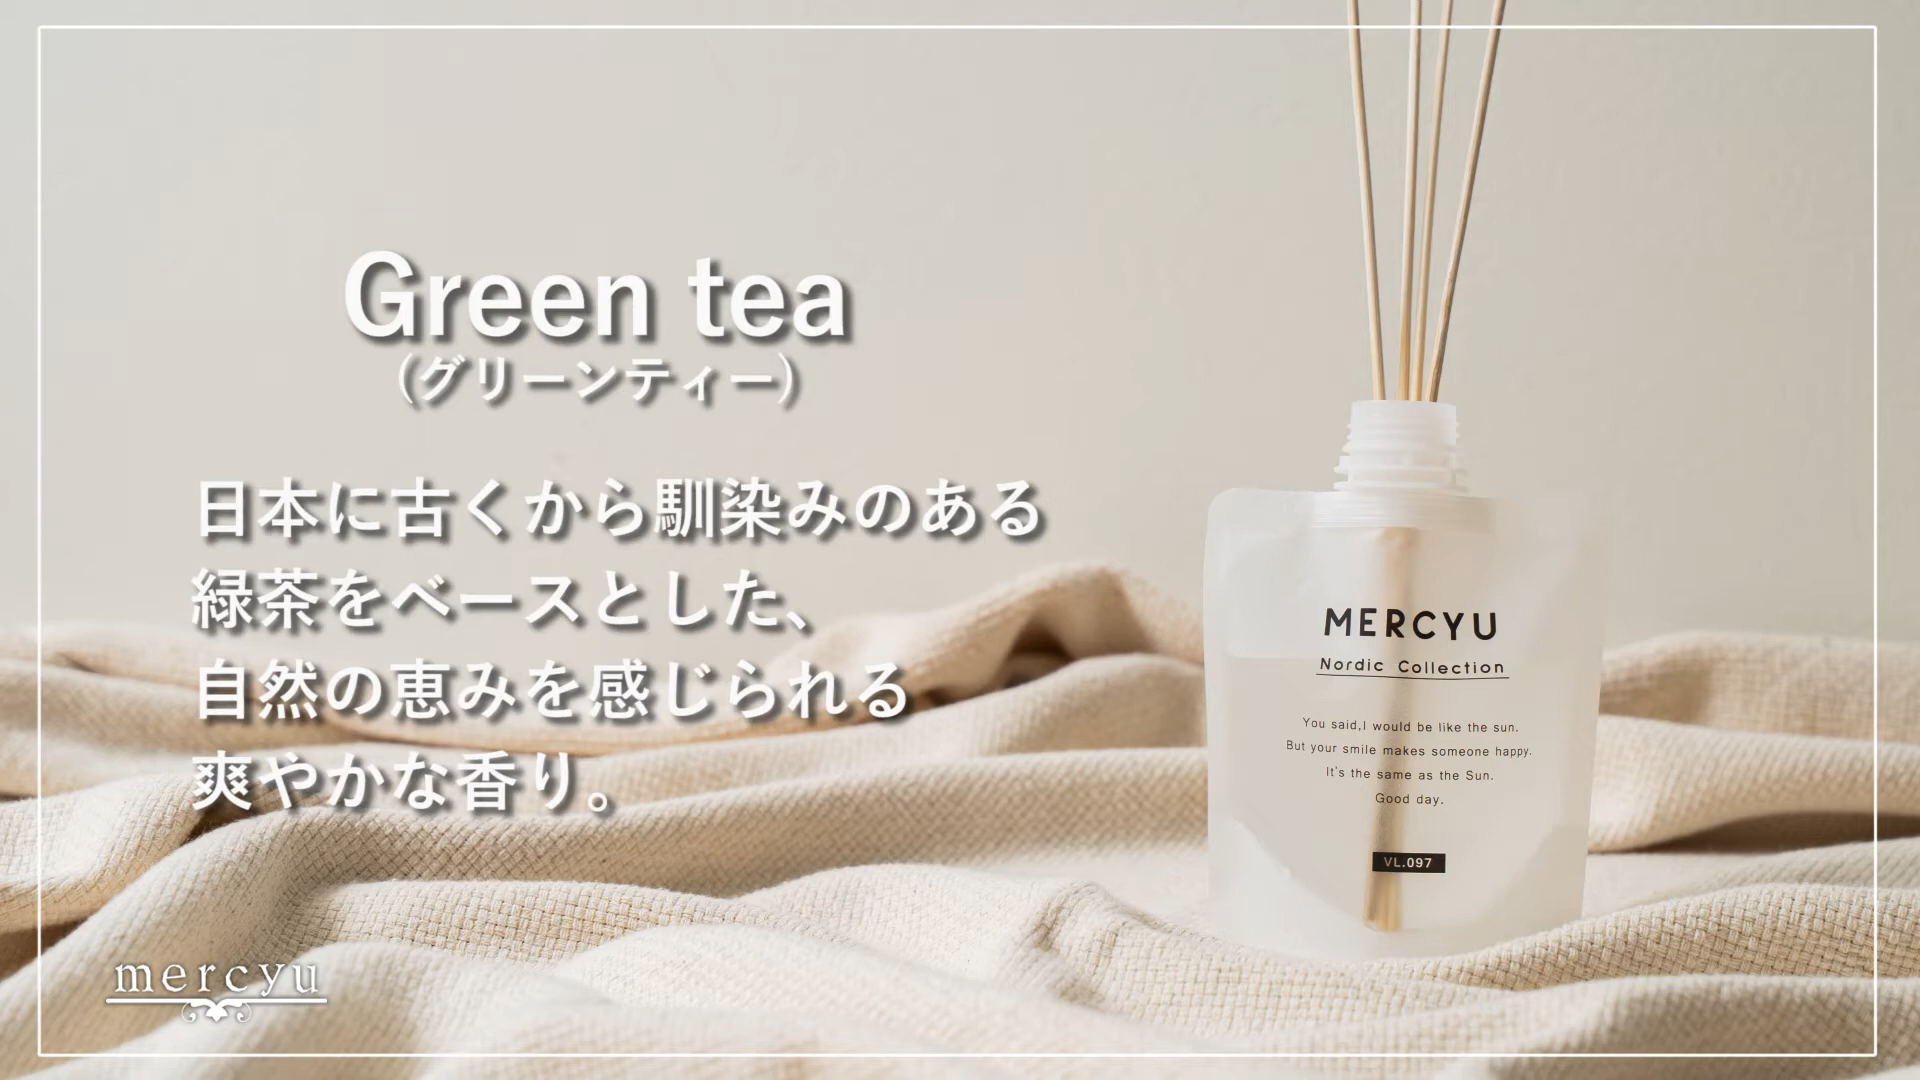 Green tea
(グリーンティー)
日本に古くから馴染みのある
緑茶をベースとした、
自然の恵みを感じられる
爽やかな香り。
MERCYU
Nordic Collection
You said,I would be like the sun.
But your smile makes someone happy.
It's the same as the Sun.
Good day.
VL.097
mercyu